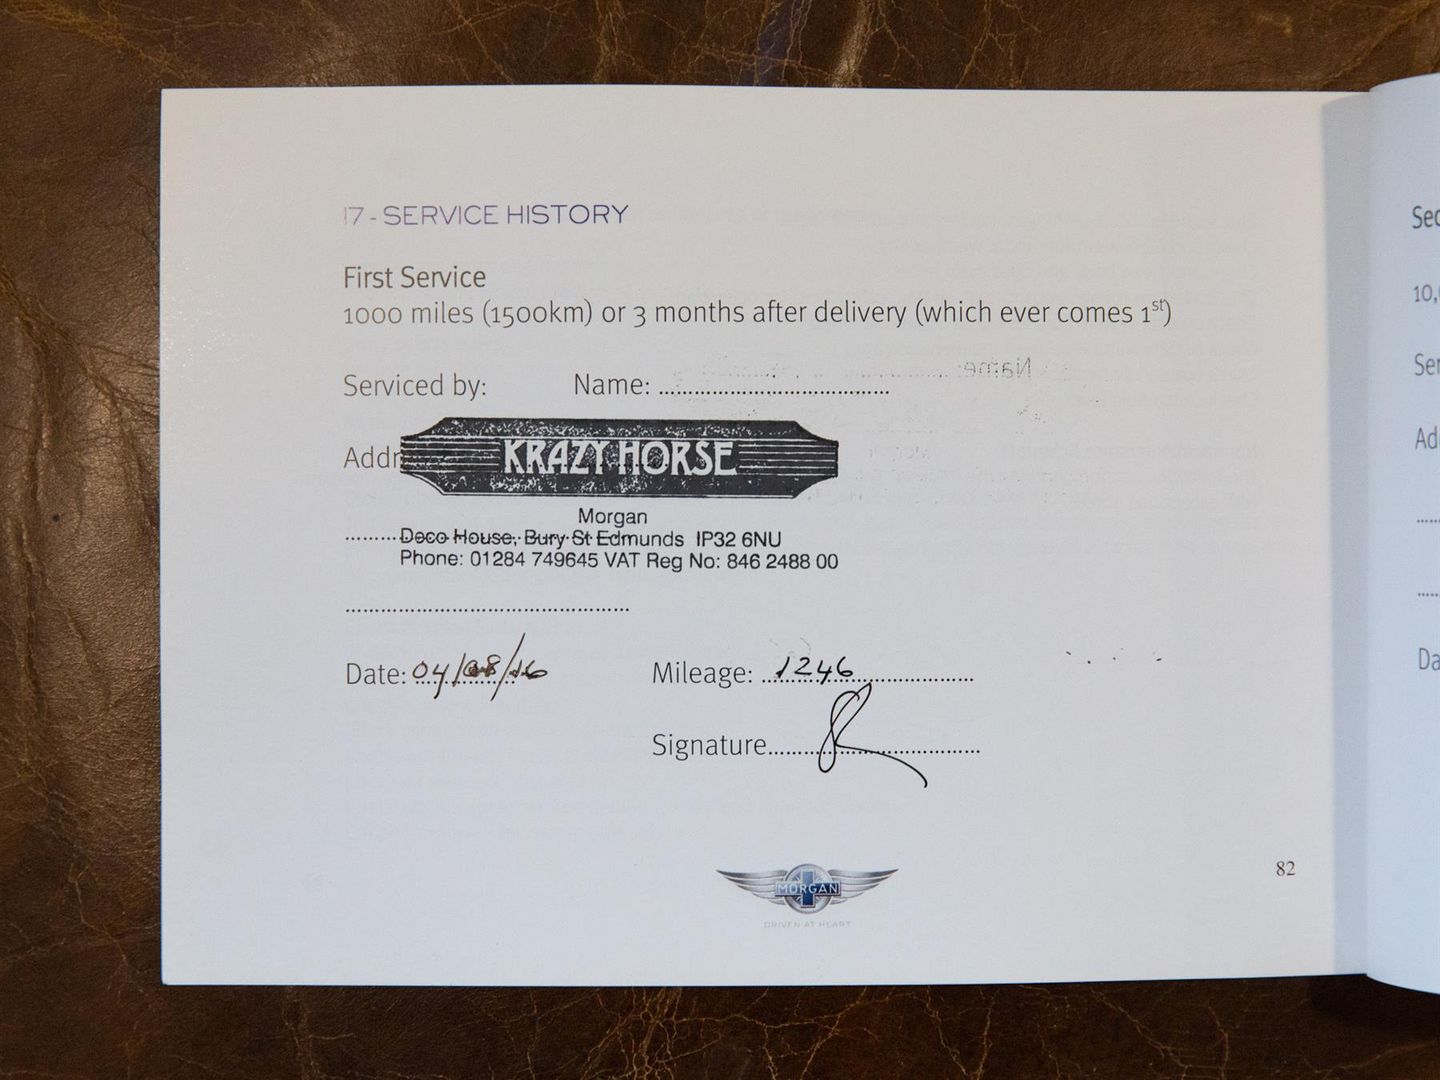 17 - SERVICE HISTORY
First Service
1000 miles (1500km) or 3 months after delivery (which ever comes 1st)
Serviced by: Name: ........................................
Addr
KRAZY HORSE
Morgan
Deco House, Bury St Edmunds IP32 6NU
Phone: 01284 749645 VAT Reg No: 846 2488 00
Date: 04/08/16 Mileage: 1246
Signature
MORGAN
DRIVEN AT HEART
82
Sec
10,
Ser
Ad
Da